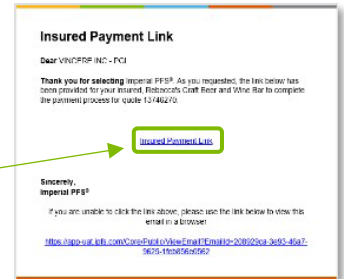 Insured Payment Link
Dear VINCERE INC - PCI
Thank you for selecting Imperial PFS®. As you requested, the link below has
been provided for your insured, Rebecca's Craft Beer and Wine Bar to complete
the payment process for quote 13746270.
Insured Payment Link
Sincerely,
Imperial PFS®
If you are unable to click the link above, please use the link below to view this
email in a browser
https://app-uat.ipfs.com/Core/Public/ViewEmail?EmailId=208929ca-3e93-46a7-
9625-1fcb856c0562